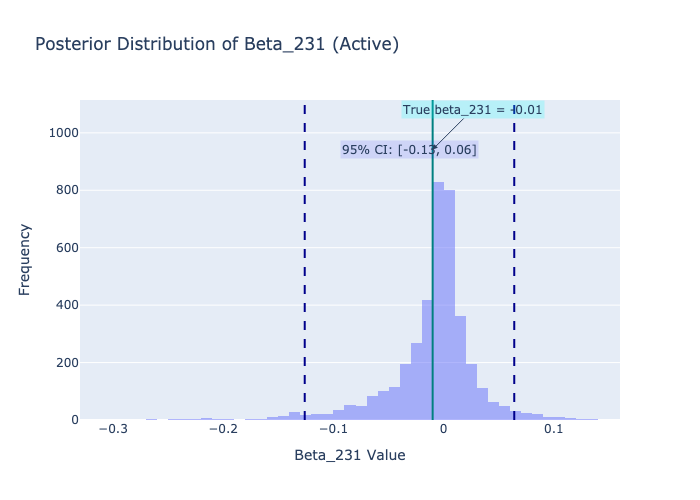 Posterior Distribution of Beta_231 (Active)
True beta_231 = -0.01
95% CI: [-0.13, 0.06]
1000
800
600
400
200
0
Frequency
−0.3
−0.2
−0.1
0
0.1
Beta_231 Value